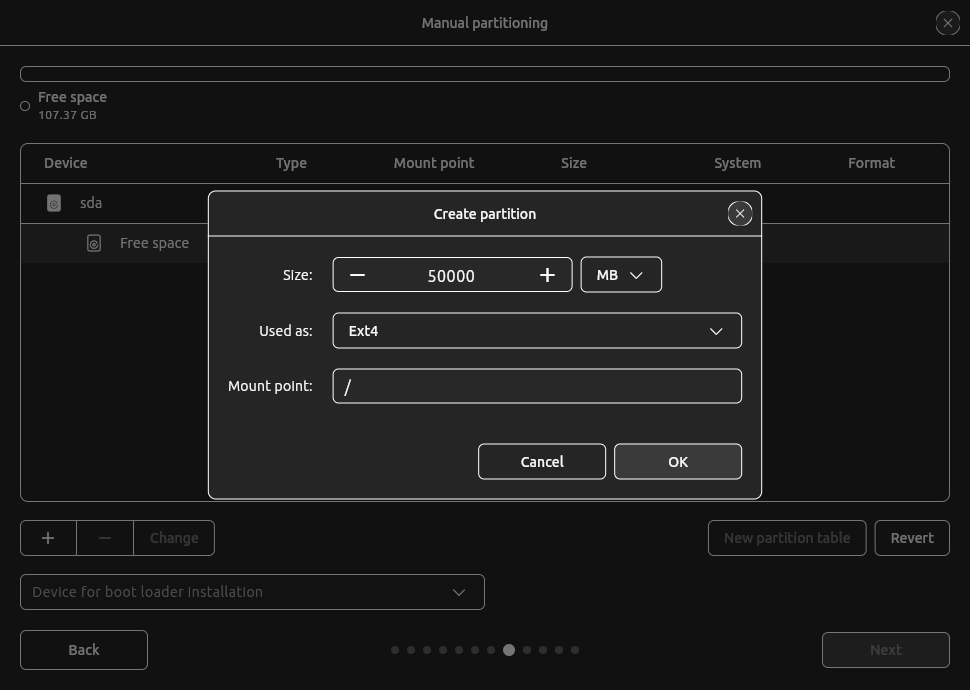 Manual partitioning
Free space
107.37 GB
Device Type Mount point Size System Format
sda
Free space
Create partition
Size: 50000 MB
Used as: Ext4
Mount point: /
Cancel OK
+ − Change New partition table Revert
Device for boot loader installation
Back Next